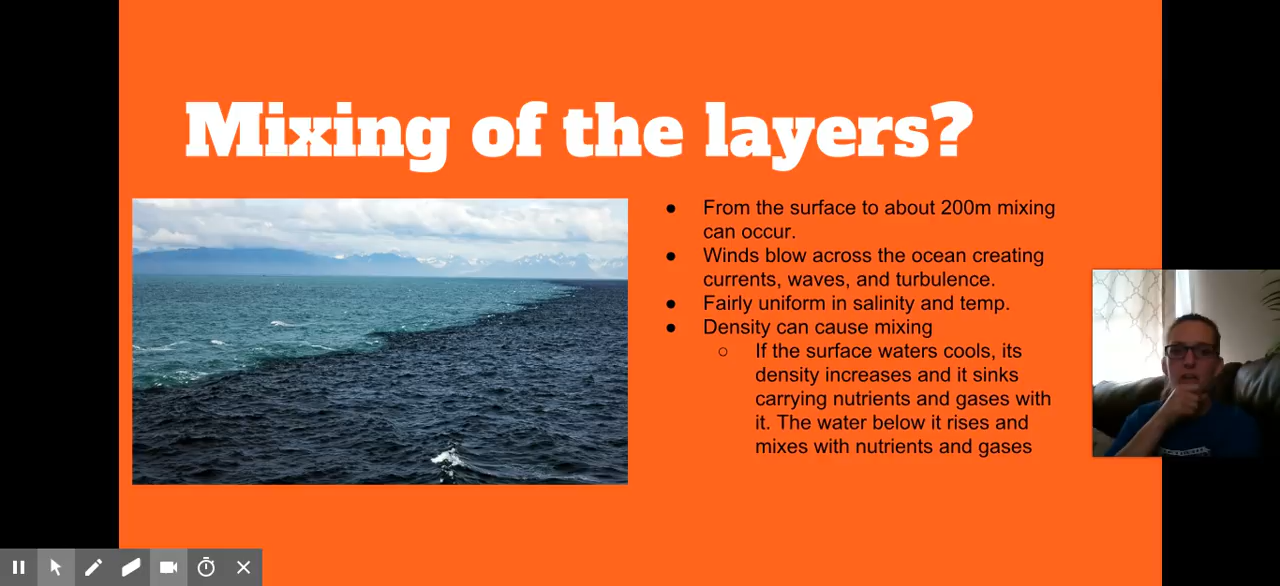 Mixing of the layers?
● From the surface to about 200m mixing
can occur.
● Winds blow across the ocean creating
currents, waves, and turbulence.
● Fairly uniform in salinity and temp.
● Density can cause mixing
○ If the surface waters cools, its
density increases and it sinks
carrying nutrients and gases with
it. The water below it rises and
mixes with nutrients and gases